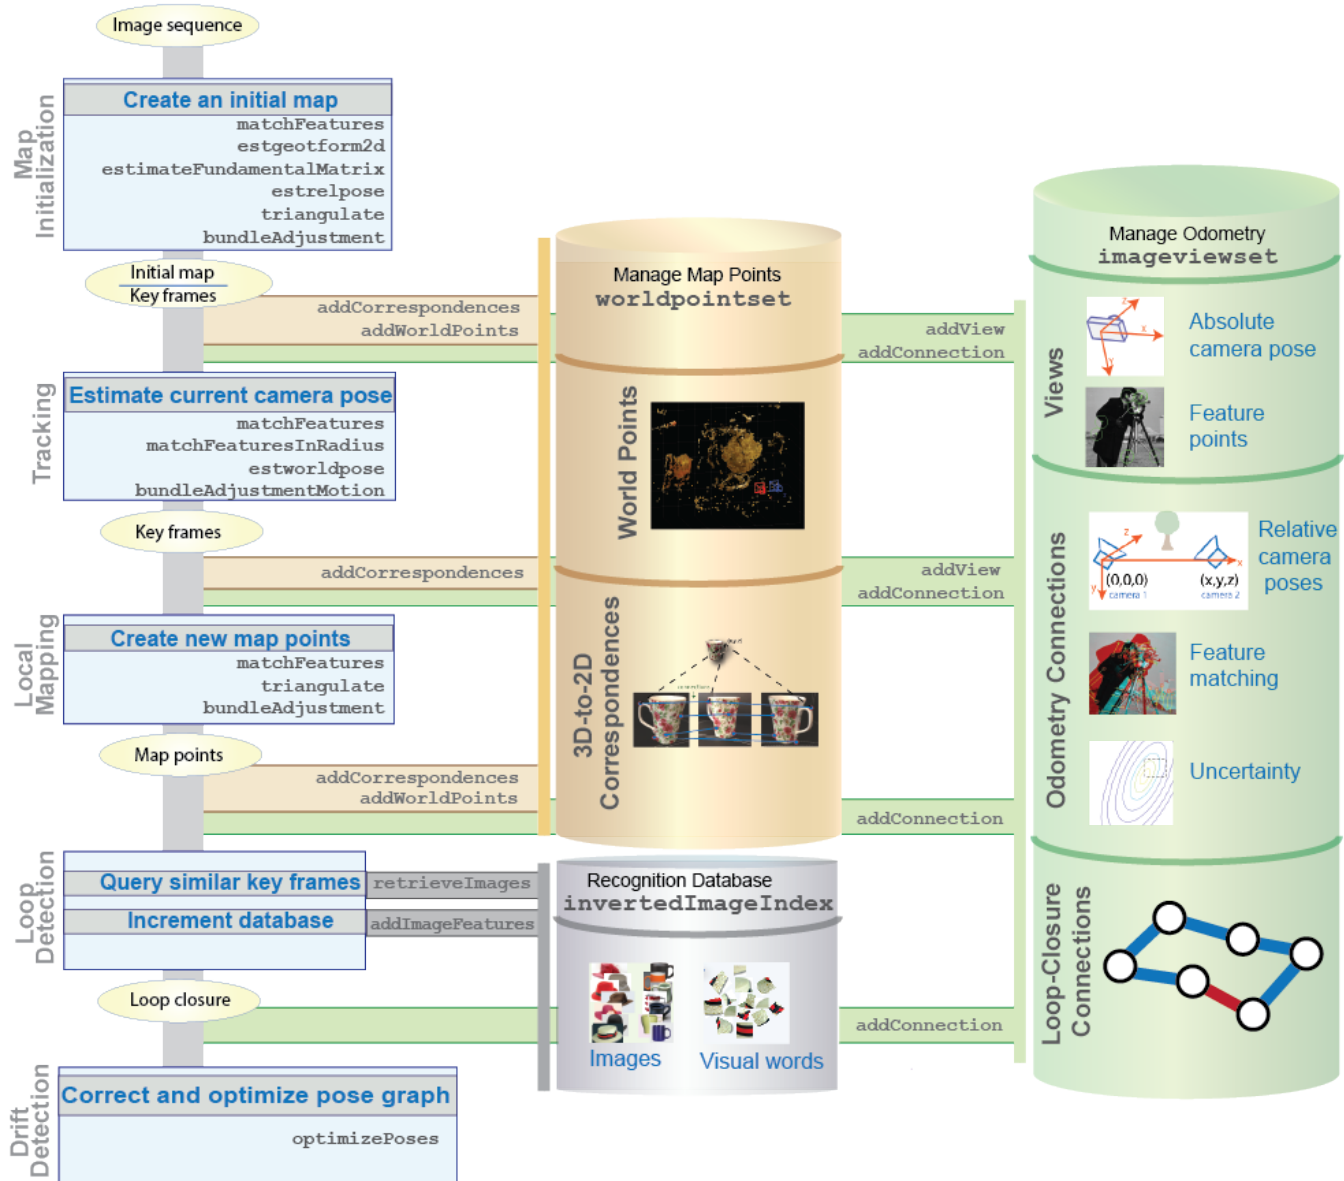 Image sequence
Map
Initialization
Create an initial map
matchFeatures
estgeotform2d
estimateFundamentalMatrix
estrelpose
triangulate
bundleAdjustment
Initial map
Key frames
addCorrespondences
addWorldPoints
addView
addConnection
Tracking
Estimate current camera pose
matchFeatures
matchFeaturesInRadius
estworldpose
bundleAdjustmentMotion
Key frames
addCorrespondences
addView
addConnection
Local
Mapping
Create new map points
matchFeatures
triangulate
bundleAdjustment
Map points
addCorrespondences
addWorldPoints
addConnection
Loop
Detection
Query similar key frames
retrieveImages
Increment database
addImageFeatures
Loop closure
addConnection
Drift
Detection
Correct and optimize pose graph
optimizePoses
Manage Map Points
worldpointset
World Points
3D-to-2D
Correspondences
Recognition Database
invertedImageIndex
Images
Visual words
Manage Odometry
imageviewset
Views
z
x
y
Absolute
camera pose
Feature
points
Odometry Connections
z
x
y
(0,0,0)
(x,y,z)
camera 1
camera 2
Relative
camera
poses
Feature
matching
Uncertainty
Loop-Closure
Connections